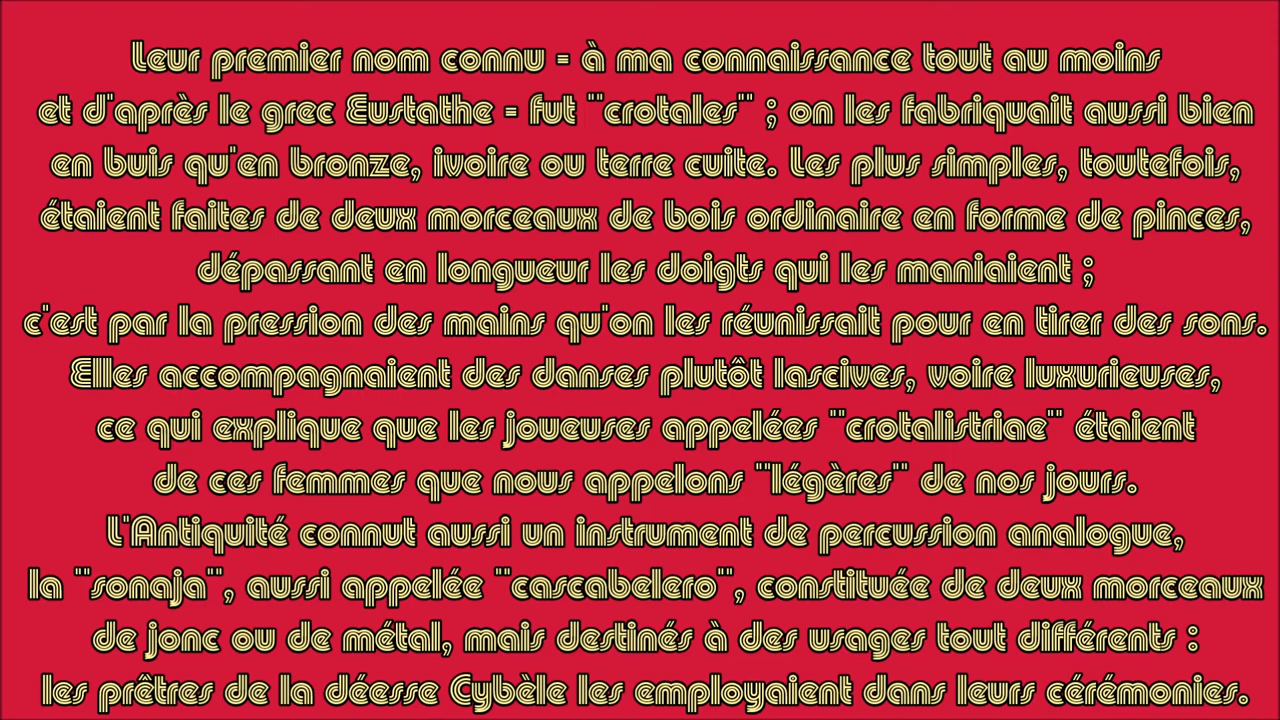 Leur premier nom connu = à ma connaissance tout au moins
et d'après le grec Eustathe = fut ""crotales"" ; on les fabriquait aussi bien
en buis qu'en bronze, ivoire ou terre cuite. Les plus simples, toutefois,
étaient faites de deux morceaux de bois ordinaire en forme de pinces,
dépassant en longueur les doigts qui les maniaient ;
c'est par la pression des mains qu'on les réunissait pour en tirer des sons.
Elles accompagnaient des danses plutôt lascives, voire luxurieuses,
ce qui explique que les joueuses appelées ""crotalistriae"" étaient
de ces femmes que nous appelons ""légères"" de nos jours.
L'Antiquité connut aussi un instrument de percussion analogue,
la ""sonaja"", aussi appelée ""cascabelero"", constituée de deux morceaux
de jonc ou de métal, mais destinés à des usages tout différents :
les prêtres de la déesse Cybèle les employaient dans leurs cérémonies.